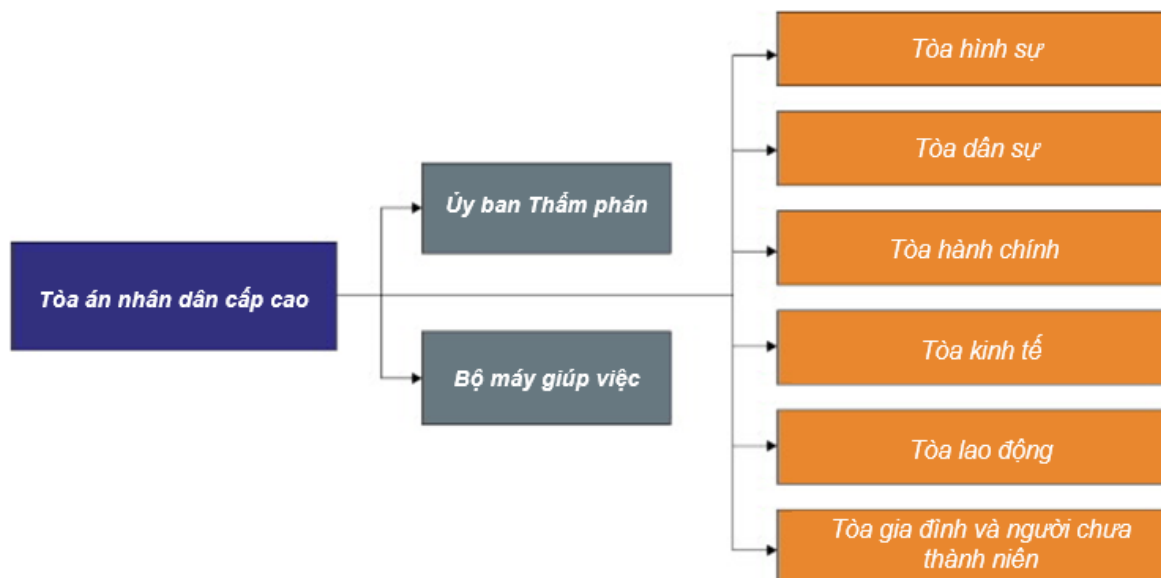 Tòa án nhân dân cấp cao
Ủy ban Thẩm phán
Bộ máy giúp việc
Tòa hình sự
Tòa dân sự
Tòa hành chính
Tòa kinh tế
Tòa lao động
Tòa gia đình và người chưa
thành niên